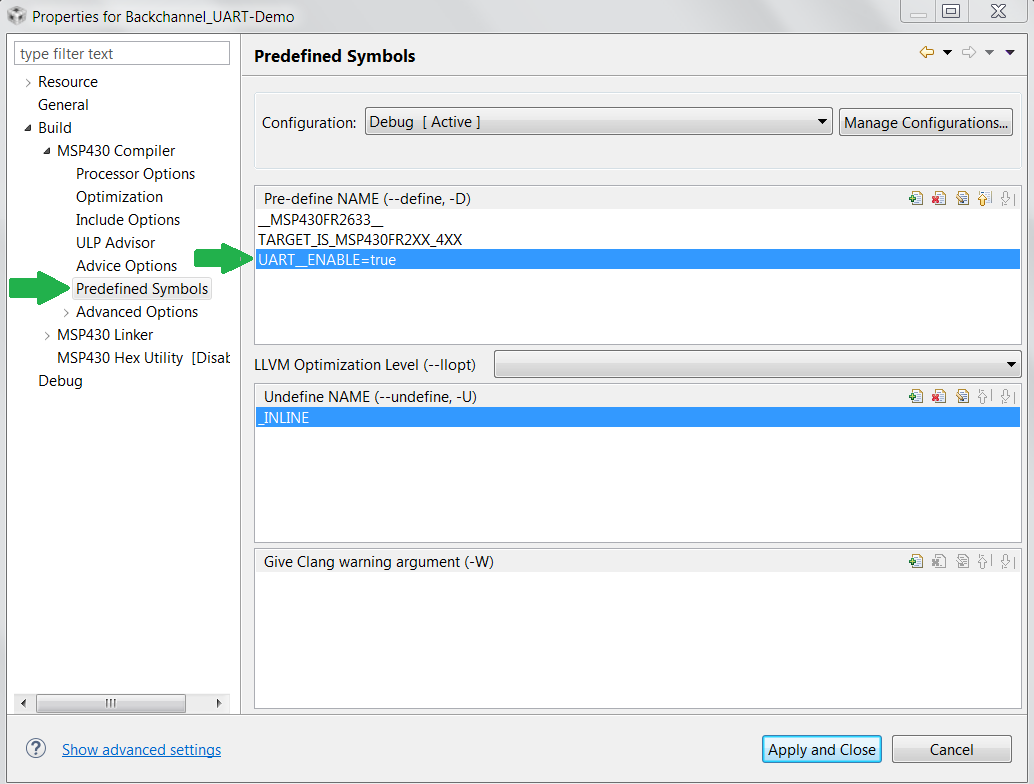 Properties for Backchannel_UART-Demo
type filter text
Resource
General
Build
MSP430 Compiler
Processor Options
Optimization
Include Options
ULP Advisor
Advice Options
Predefined Symbols
Advanced Options
MSP430 Linker
MSP430 Hex Utility [Disab
Debug
Predefined Symbols
Configuration: Debug [ Active ] Manage Configurations...
Pre-define NAME (--define, -D)
__MSP430FR2633__
TARGET_IS_MSP430FR2XX_4XX
UART__ENABLE=true
LLVM Optimization Level (--llopt)
Undefine NAME (--undefine, -U)
_INLINE
Give Clang warning argument (-W)
Show advanced settings
Apply and Close Cancel